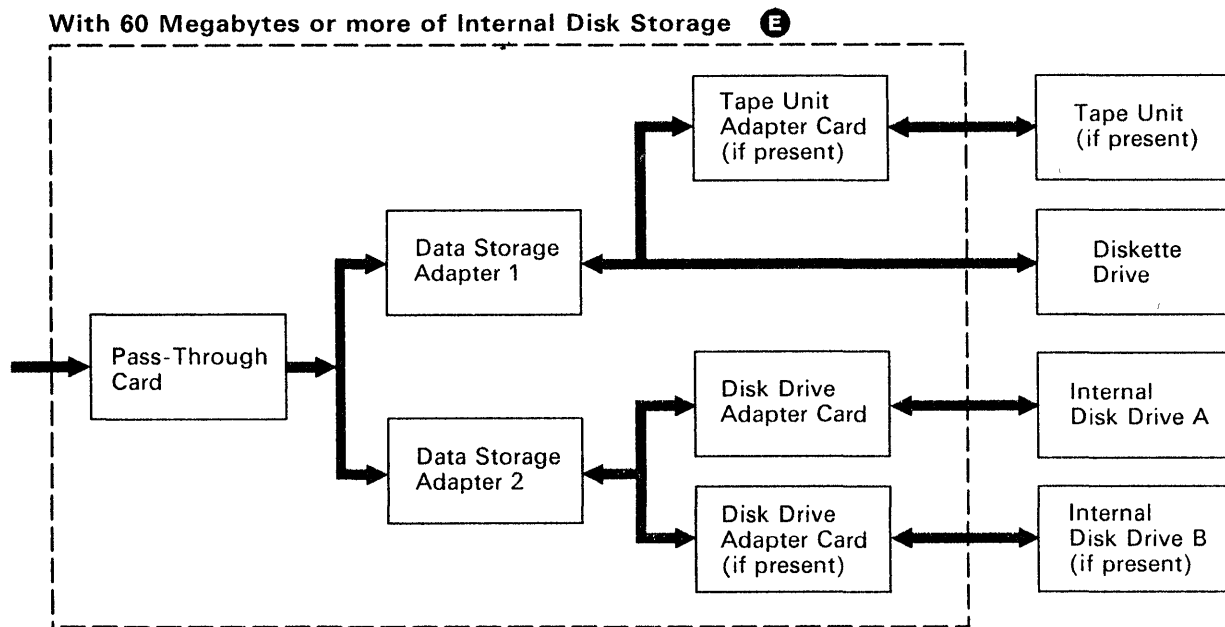 With 60 Megabytes or more of Internal Disk Storage E
Tape Unit
Adapter Card
(if present)
Tape Unit
(if present)
Data Storage
Adapter 1
Diskette
Drive
Pass-Through
Card
Disk Drive
Adapter Card
Internal
Disk Drive A
Data Storage
Adapter 2
Disk Drive
Adapter Card
(if present)
Internal
Disk Drive B
(if present)